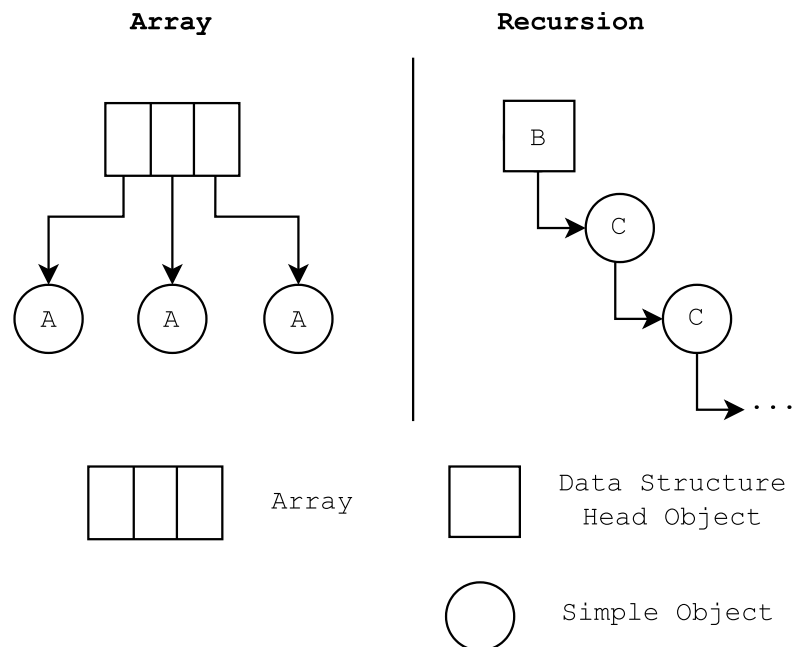 Array
Recursion
B
C
A
A
A
C
...
Array
Data Structure
Head Object
Simple Object